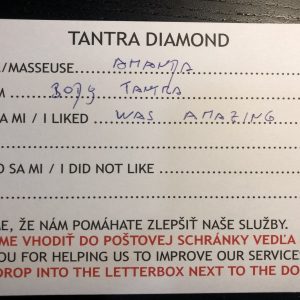 TANTRA DIAMOND
/MASSEUSE AMANDA
M BODY TANTRA
A MI / I LIKED WAS AMAZING
O SA MI / I DID NOT LIKE
ME, ŽE NÁM POMÁHATE ZLEPŠIŤ NAŠE SLUŽBY.
ME VHODIŤ DO POŠTOVEJ SCHRÁNKY VEDĽA
YOU FOR HELPING US TO IMPROVE OUR SERVICE
DROP INTO THE LETTERBOX NEXT TO THE DO